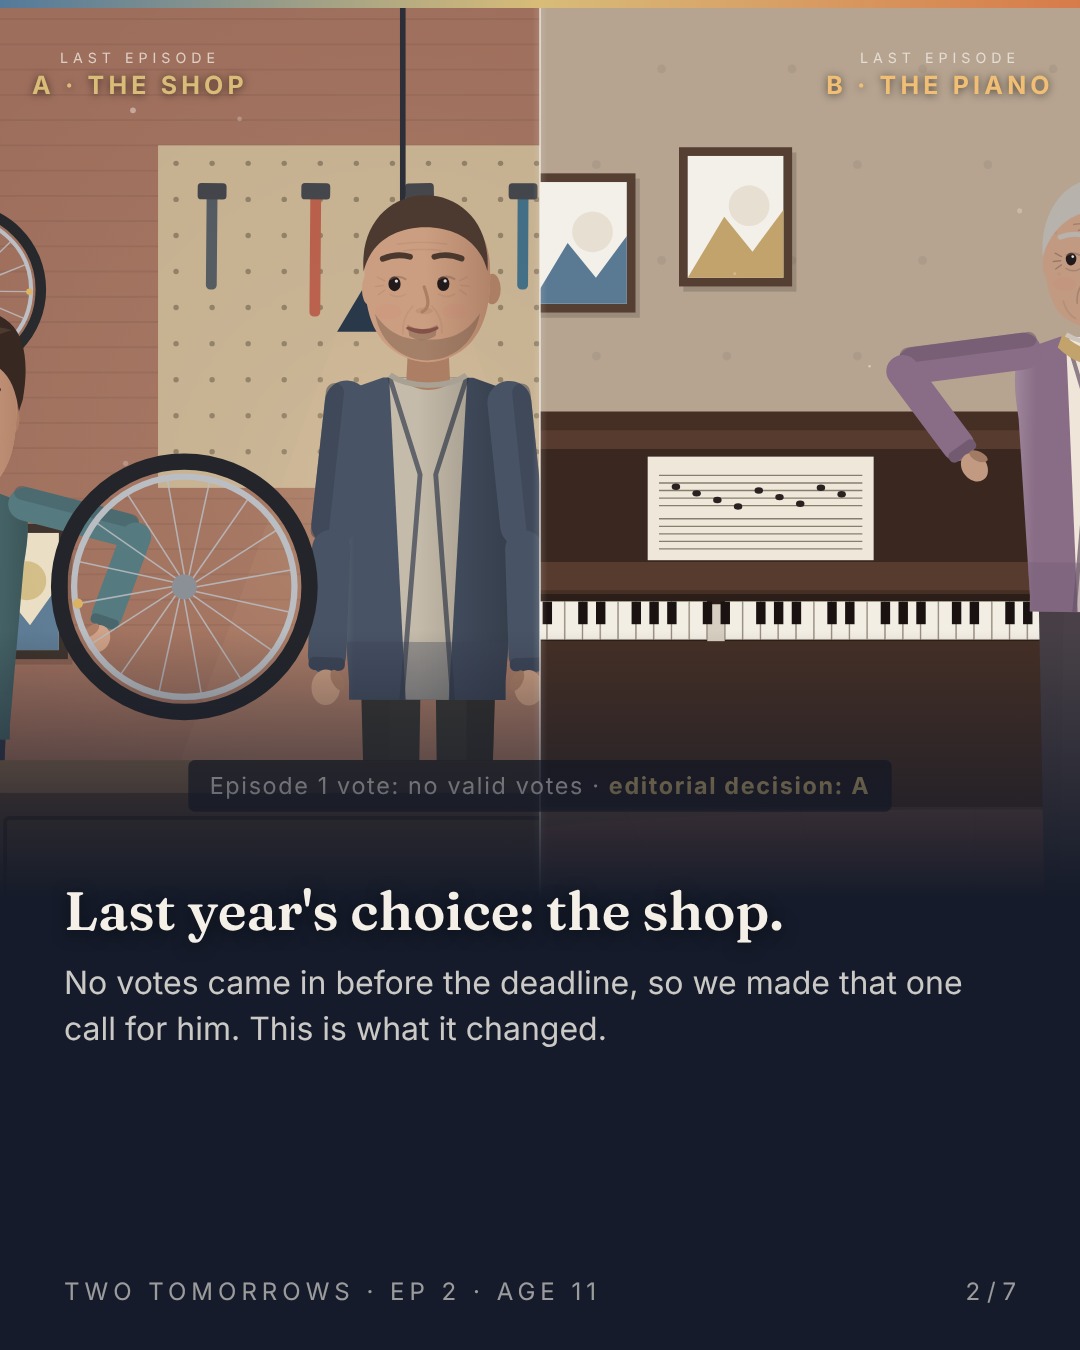 LAST EPISODE
A · THE SHOP
LAST EPISODE
B · THE PIANO
Episode 1 vote: no valid votes · editorial decision: A
Last year's choice: the shop.
No votes came in before the deadline, so we made that one
call for him. This is what it changed.
TWO TOMORROWS · EP 2 · AGE 11
2 / 7